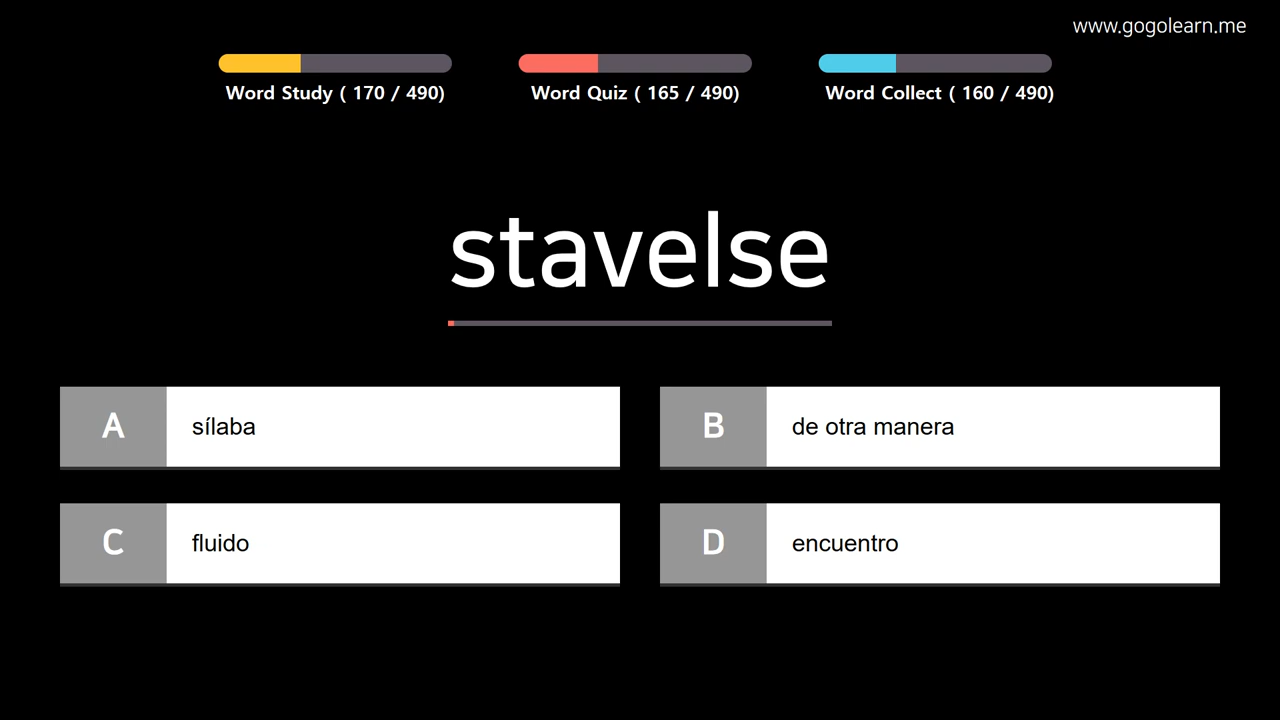 www.gogolearn.me
Word Study ( 170 / 490)
Word Quiz ( 165 / 490)
Word Collect ( 160 / 490)
stavelse
A sílaba
B de otra manera
C fluido
D encuentro